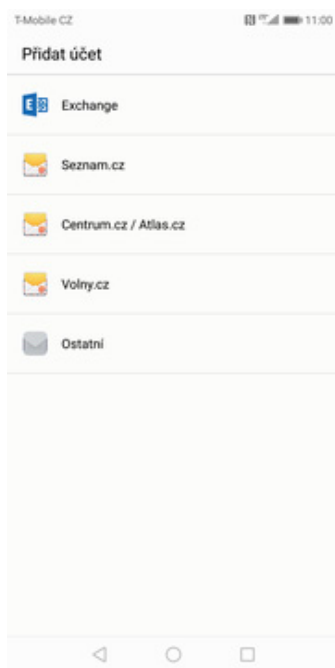 T-Mobile CZ 11:00
Přidat účet
Exchange
Seznam.cz
Centrum.cz / Atlas.cz
Volny.cz
Ostatní